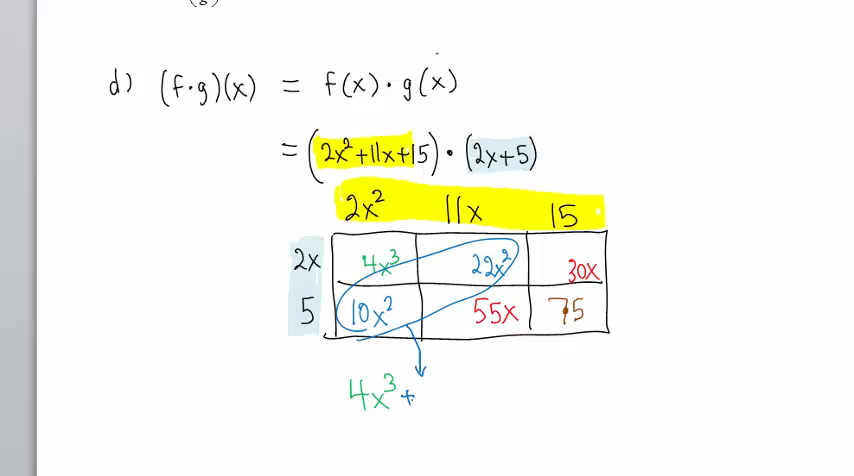 (g)
d) (f·g)(x) = f(x)·g(x)
= (2x²+11x+15)·(2x+5)
2x² 11x 15
2x 4x³ 22x² 30x
5 10x² 55x 75
4x³+